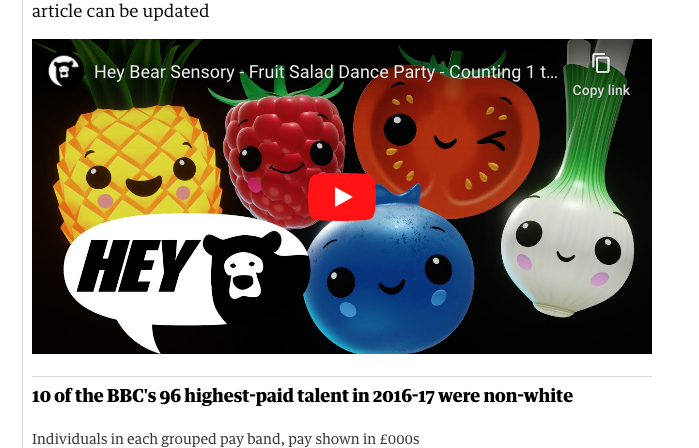 article can be updated
Hey Bear Sensory - Fruit Salad Dance Party - Counting 1 t...
Copy link
HEY
10 of the BBC's 96 highest-paid talent in 2016-17 were non-white
Individuals in each grouped pay band, pay shown in £000s